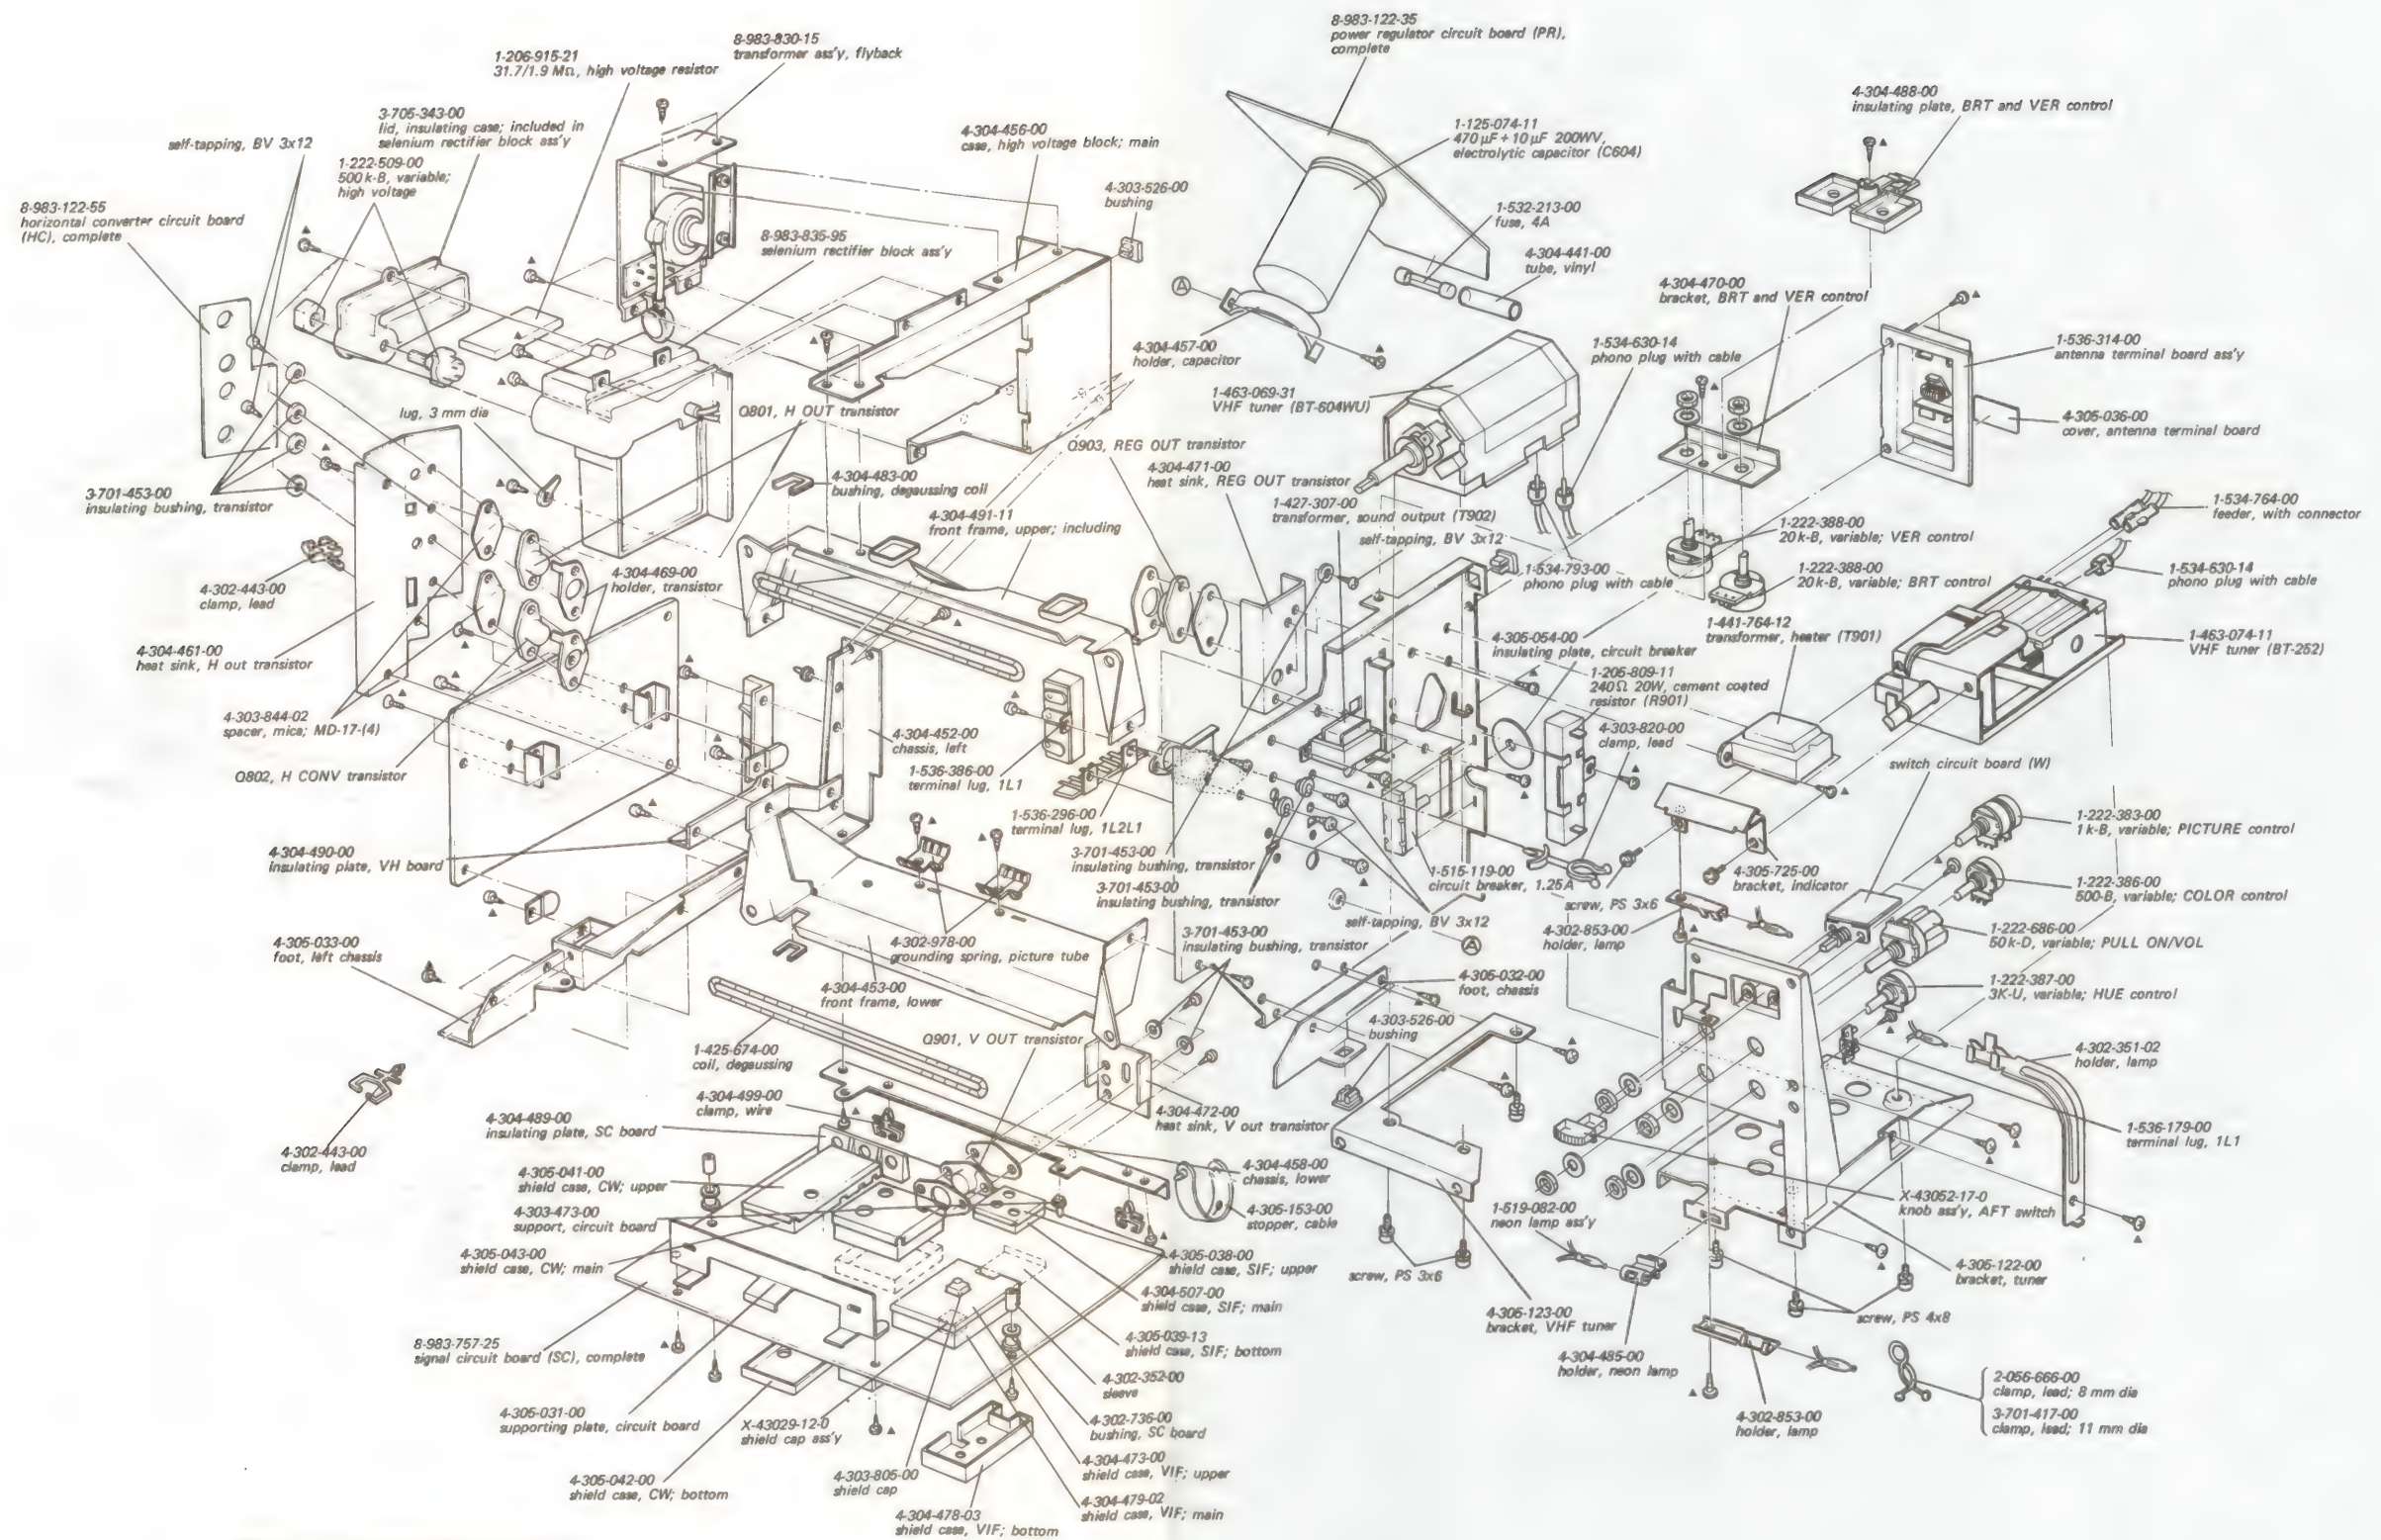 8-983-122-35
power regulator circuit board (PR),
complete
8-983-830-15
transformer ass'y, flyback
1-206-915-21
31.7/1.9 MΩ, high voltage resistor
4-304-488-00
insulating plate, BRT and VER control
3-705-343-00
lid, insulating case; included in
selenium rectifier block ass'y
self-tapping, BV 3x12
1-222-509-00
500 k-B, variable;
high voltage
4-304-456-00
case, high voltage block; main
1-125-074-11
470 μF + 10 μF 200WV,
electrolytic capacitor (C604)
4-303-526-00
bushing
8-983-122-55
horizontal converter circuit board
(HC), complete
8-983-835-95
selenium rectifier block ass'y
1-532-213-00
fuse, 4A
4-304-441-00
tube, vinyl
4-304-470-00
bracket, BRT and VER control
A
4-304-457-00
holder, capacitor
1-534-630-14
phono plug with cable
1-536-314-00
antenna terminal board ass'y
1-463-069-31
VHF tuner (BT-604WU)
lug, 3 mm dia
Q801, H OUT transistor
4-305-036-00
cover, antenna terminal board
Q903, REG OUT transistor
4-304-471-00
heat sink, REG OUT transistor
4-304-483-00
bushing, degaussing coil
3-701-453-00
insulating bushing, transistor
1-427-307-00
transformer, sound output (T902)
1-534-764-00
feeder, with connector
4-304-491-11
front frame, upper; including
self-tapping, BV 3x12
1-222-388-00
20 k-B, variable; VER control
1-534-793-00
phono plug with cable
1-222-388-00
20 k-B, variable; BRT control
1-534-630-14
phono plug with cable
4-302-443-00
clamp, lead
4-304-469-00
holder, transistor
1-441-764-12
transformer, heater (T901)
1-463-074-11
VHF tuner (BT-252)
4-305-054-00
insulating plate, circuit breaker
4-304-461-00
heat sink, H out transistor
1-205-809-11
240 Ω 20W, cement coated
resistor (R901)
4-303-844-02
spacer, mica; MD-17-(4)
4-304-452-00
chassis, left
4-303-820-00
clamp, lead
Q802, H CONV transistor
1-536-386-00
terminal lug, 1L1
switch circuit board (W)
1-536-296-00
terminal lug, 1L2L1
1-222-383-00
1 k-B, variable; PICTURE control
4-304-490-00
insulating plate, VH board
3-701-453-00
insulating bushing, transistor
1-515-119-00
circuit breaker, 1.25A
4-305-725-00
bracket, indicator
1-222-386-00
500-B, variable; COLOR control
3-701-453-00
insulating bushing, transistor
screw, PS 3x6
self-tapping, BV 3x12
4-302-853-00
holder, lamp
1-222-686-00
50 k-D, variable; PULL ON/VOL
4-305-033-00
foot, left chassis
4-302-978-00
grounding spring, picture tube
3-701-453-00
insulating bushing, transistor
A
4-305-032-00
foot, chassis
1-222-387-00
3K-U, variable; HUE control
4-304-453-00
front frame, lower
4-303-526-00
bushing
Q901, V OUT transistor
1-425-674-00
coil, degaussing
4-302-351-02
holder, lamp
4-304-499-00
clamp, wire
4-304-489-00
insulating plate, SC board
4-304-472-00
heat sink, V out transistor
1-536-179-00
terminal lug, 1L1
4-302-443-00
clamp, lead
4-305-041-00
shield case, CW; upper
4-304-458-00
chassis, lower
4-303-473-00
support, circuit board
4-305-153-00
stopper, cable
X-43052-17-0
knob ass'y, AFT switch
1-519-082-00
neon lamp ass'y
4-305-043-00
shield case, CW; main
4-305-038-00
shield case, SIF; upper
4-305-122-00
bracket, tuner
screw, PS 3x6
4-304-507-00
shield case, SIF; main
4-305-123-00
bracket, VHF tuner
screw, PS 4x8
8-983-757-25
signal circuit board (SC), complete
4-305-039-13
shield case, SIF; bottom
4-304-485-00
holder, neon lamp
4-302-352-00
sleeve
2-056-666-00
clamp, lead; 8 mm dia
4-305-031-00
supporting plate, circuit board
X-43029-12-0
shield cap ass'y
4-302-736-00
bushing, SC board
4-302-853-00
holder, lamp
3-701-417-00
clamp, lead; 11 mm dia
4-304-473-00
shield case, VIF; upper
4-305-042-00
shield case, CW; bottom
4-303-805-00
shield cap
4-304-479-02
shield case, VIF; main
4-304-478-03
shield case, VIF; bottom